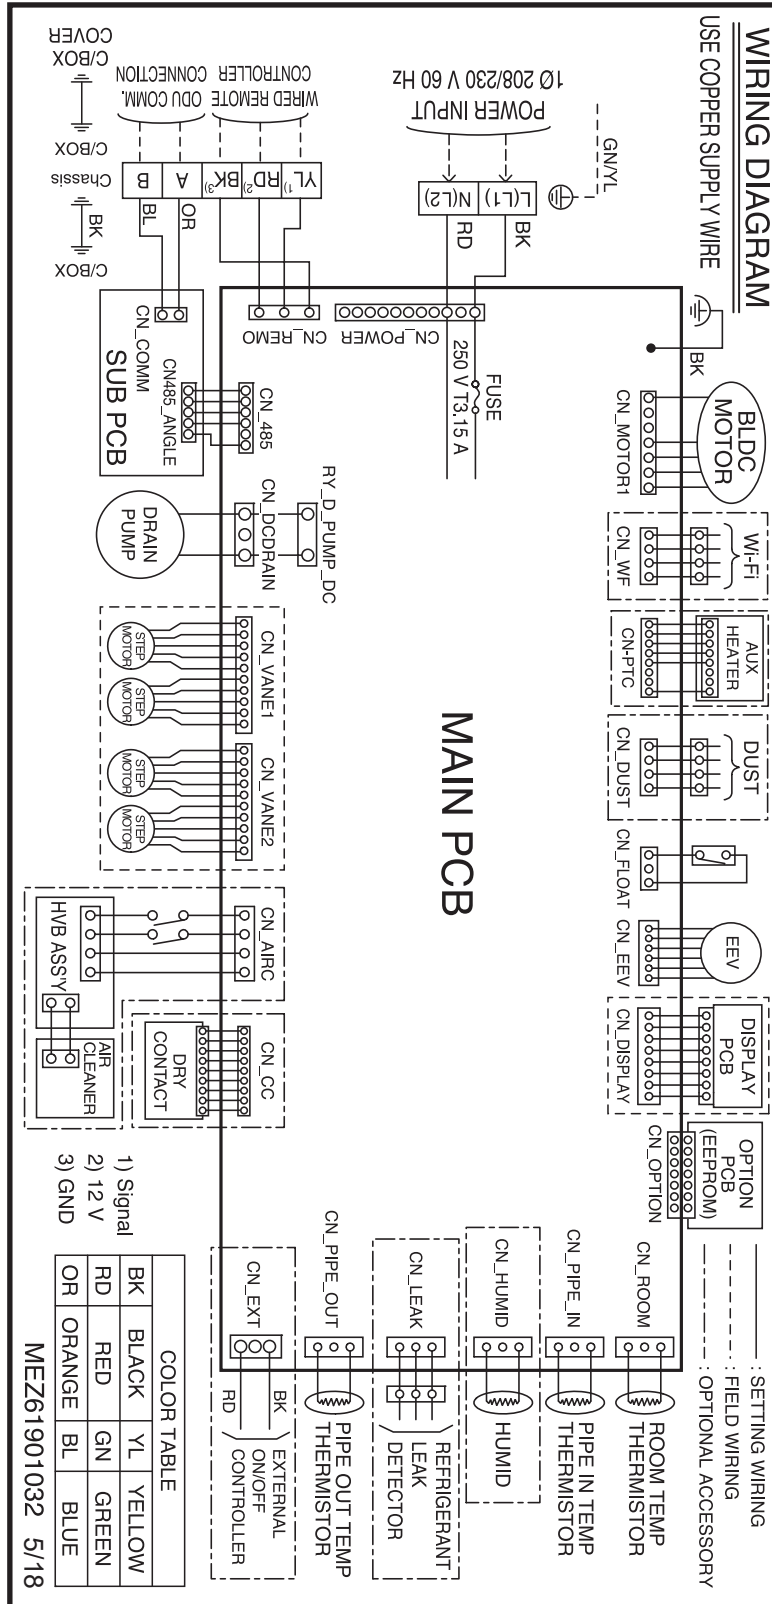 WIRING DIAGRAM
USE COPPER SUPPLY WIRE
GN/YL
POWER INPUT
1Ø 208/230 V 60 Hz
L(L1)
N(L2)
BK
RD
WIRED REMOTE
CONTROLLER
ODU COMM.
CONNECTION
YL 1)
RD 2)
BK 3)
A
B
OR
BL
C/BOX
COVER
C/BOX
Chassis
BK
C/BOX
CN_POWER
CN_REMO
FUSE
250 V T3.15 A
BK
CN_COMM
SUB PCB
CN485_ANGLE
CN_485
BLDC
MOTOR
CN_MOTOR1
Wi-Fi
CN_WF
AUX
HEATER
CN-PTC
DUST
CN_DUST
CN_FLOAT
EEV
CN_EEV
DISPLAY
PCB
CN_DISPLAY
OPTION
PCB
(EEPROM)
CN_OPTION
MAIN PCB
RY_D_PUMP_DC
CN_DCDRAIN
DRAIN
PUMP
CN_VANE1
STEP
MOTOR
STEP
MOTOR
CN_VANE2
STEP
MOTOR
STEP
MOTOR
CN_AIRC
HVB ASS'Y
AIR
CLEANER
CN_CC
DRY
CONTACT
: SETTING WIRING
: FIELD WIRING
: OPTIONAL ACCESSORY
CN_ROOM
ROOM TEMP
THERMISTOR
CN_PIPE_IN
PIPE IN TEMP
THERMISTOR
CN_HUMID
HUMID
CN_LEAK
REFRIGERANT
LEAK
DETECTOR
CN_PIPE_OUT
PIPE OUT TEMP
THERMISTOR
CN_EXT
BK
RD
EXTERNAL
ON/OFF
CONTROLLER
1) Signal
2) 12 V
3) GND
COLOR TABLE
BK BLACK YL YELLOW
RD RED GN GREEN
OR ORANGE BL BLUE
MEZ61901032 5/18